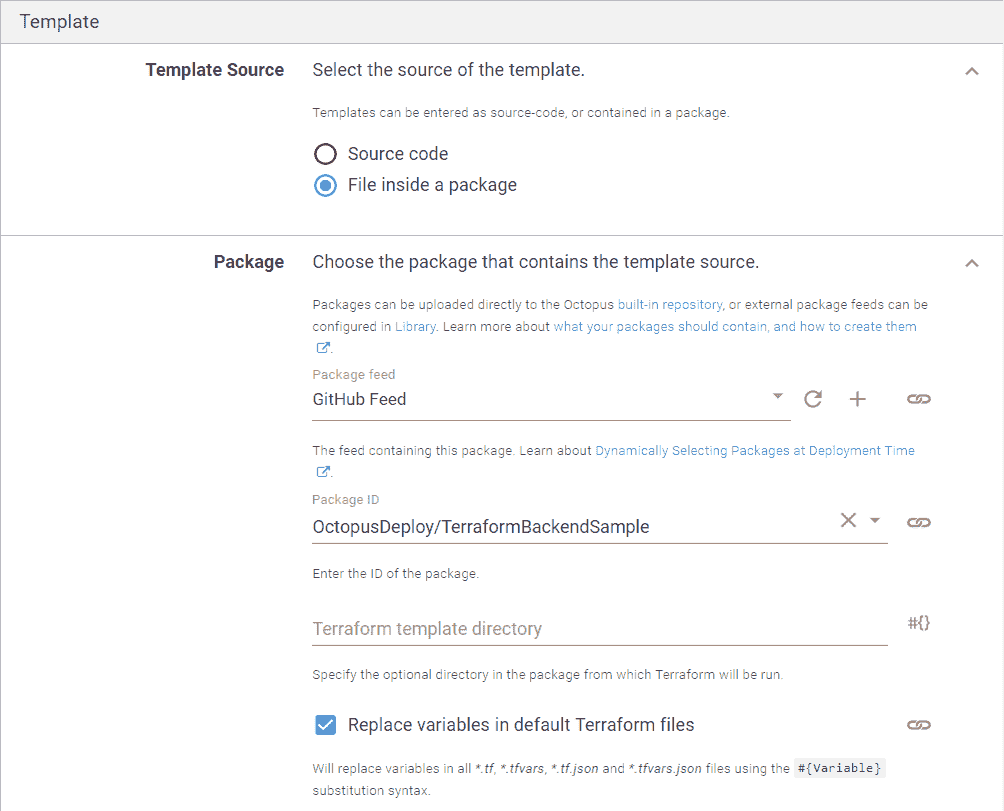 Template
Template Source
Select the source of the template.
Templates can be entered as source-code, or contained in a package.
Source code
File inside a package
Package
Choose the package that contains the template source.
Packages can be uploaded directly to the Octopus built-in repository, or external package feeds can be
configured in Library. Learn more about what your packages should contain, and how to create them
.
Package feed
GitHub Feed
The feed containing this package. Learn about Dynamically Selecting Packages at Deployment Time
.
Package ID
OctopusDeploy/TerraformBackendSample
Enter the ID of the package.
Terraform template directory
#{}
Specify the optional directory in the package from which Terraform will be run.
Replace variables in default Terraform files
Will replace variables in all *.tf, *.tfvars, *.tf.json and *.tfvars.json files using the #{Variable}
substitution syntax.